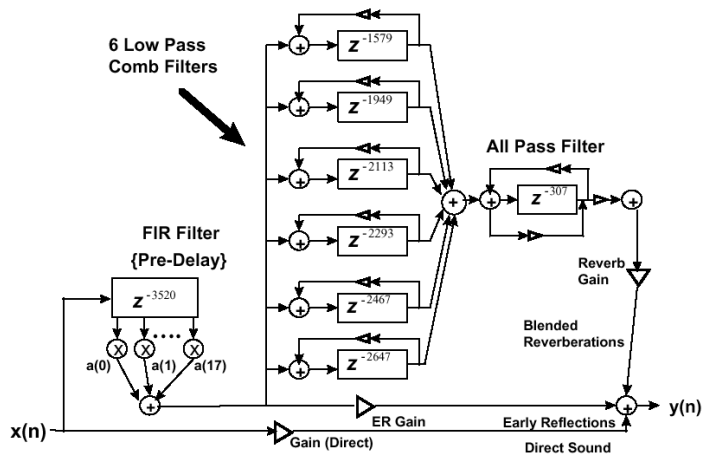 6 Low Pass
Comb Filters
z-1579
z-1949
z-2113
z-2293
z-2467
z-2647
+
+
+
+
+
+
+
All Pass Filter
+
z-307
+
FIR Filter
{Pre-Delay}
z-3520
X
X
....
X
a(0)
a(1)
a(17)
+
Reverb
Gain
Blended
Reverberations
x(n)
Gain (Direct)
ER Gain
Early Reflections
Direct Sound
+
y(n)